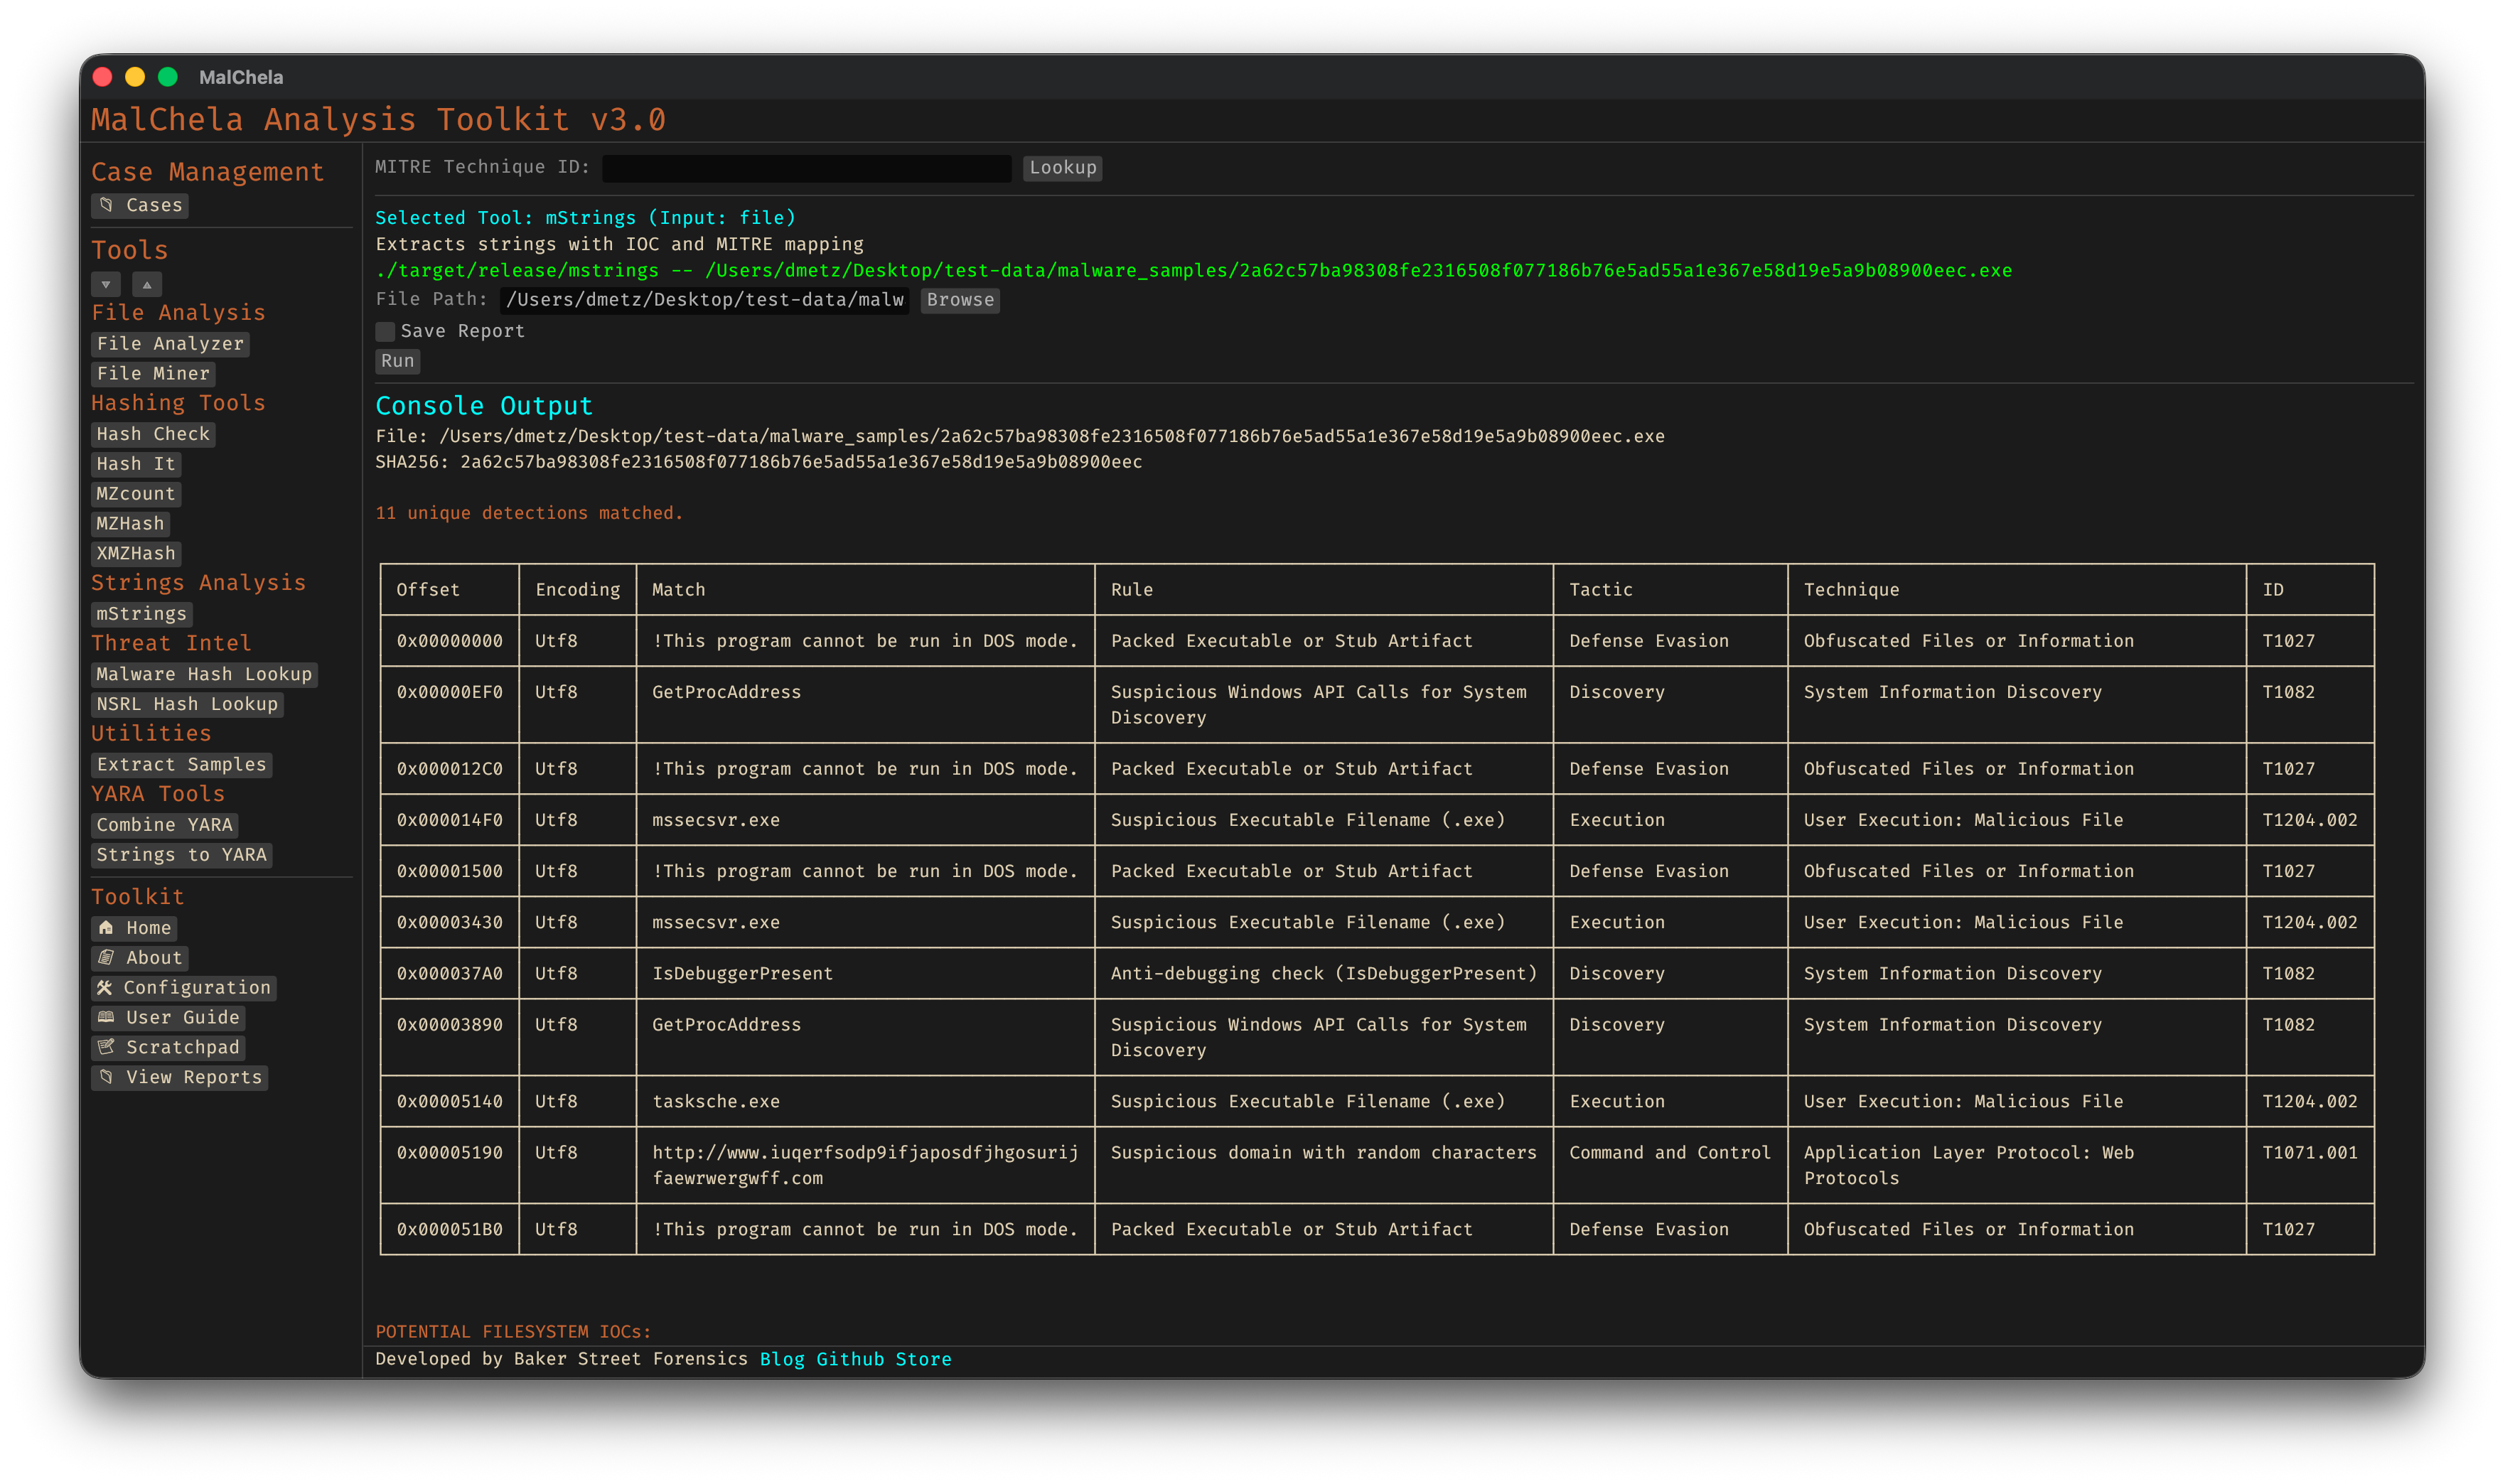 MalChela
MalChela Analysis Toolkit v3.0
Case Management
Cases
Tools
File Analysis
File Analyzer
File Miner
Hashing Tools
Hash Check
Hash It
MZcount
MZHash
XMZHash
Strings Analysis
mStrings
Threat Intel
Malware Hash Lookup
NSRL Hash Lookup
Utilities
Extract Samples
YARA Tools
Combine YARA
Strings to YARA
Toolkit
Home
About
Configuration
User Guide
Scratchpad
View Reports
MITRE Technique ID: Lookup
Selected Tool: mStrings (Input: file)
Extracts strings with IOC and MITRE mapping
./target/release/mstrings -- /Users/dmetz/Desktop/test-data/malware_samples/2a62c57ba98308fe2316508f077186b76e5ad55a1e367e58d19e5a9b08900eec.exe
File Path: /Users/dmetz/Desktop/test-data/malw Browse
Save Report
Run
Console Output
File: /Users/dmetz/Desktop/test-data/malware_samples/2a62c57ba98308fe2316508f077186b76e5ad55a1e367e58d19e5a9b08900eec.exe
SHA256: 2a62c57ba98308fe2316508f077186b76e5ad55a1e367e58d19e5a9b08900eec
11 unique detections matched.
Offset Encoding Match Rule Tactic Technique ID
0x00000000 Utf8 !This program cannot be run in DOS mode. Packed Executable or Stub Artifact Defense Evasion Obfuscated Files or Information T1027
0x00000EF0 Utf8 GetProcAddress Suspicious Windows API Calls for System Discovery System Information Discovery T1082
Discovery
0x000012C0 Utf8 !This program cannot be run in DOS mode. Packed Executable or Stub Artifact Defense Evasion Obfuscated Files or Information T1027
0x000014F0 Utf8 mssecsvr.exe Suspicious Executable Filename (.exe) Execution User Execution: Malicious File T1204.002
0x00001500 Utf8 !This program cannot be run in DOS mode. Packed Executable or Stub Artifact Defense Evasion Obfuscated Files or Information T1027
0x00003430 Utf8 mssecsvr.exe Suspicious Executable Filename (.exe) Execution User Execution: Malicious File T1204.002
0x000037A0 Utf8 IsDebuggerPresent Anti-debugging check (IsDebuggerPresent) Discovery System Information Discovery T1082
0x00003890 Utf8 GetProcAddress Suspicious Windows API Calls for System Discovery System Information Discovery T1082
Discovery
0x00005140 Utf8 tasksche.exe Suspicious Executable Filename (.exe) Execution User Execution: Malicious File T1204.002
0x00005190 Utf8 http://www.iuqerfsodp9ifjaposdfjhgosurij Suspicious domain with random characters Command and Control Application Layer Protocol: Web T1071.001
faewrwergwff.com Protocols
0x000051B0 Utf8 !This program cannot be run in DOS mode. Packed Executable or Stub Artifact Defense Evasion Obfuscated Files or Information T1027
POTENTIAL FILESYSTEM IOCs:
Developed by Baker Street Forensics Blog Github Store